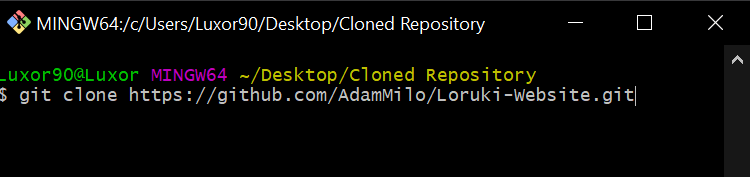 MINGW64:/c/Users/Luxor90/Desktop/Cloned Repository
Luxor90@Luxor MINGW64 ~/Desktop/Cloned Repository
$ git clone https://github.com/AdamMilo/Loruki-Website.git